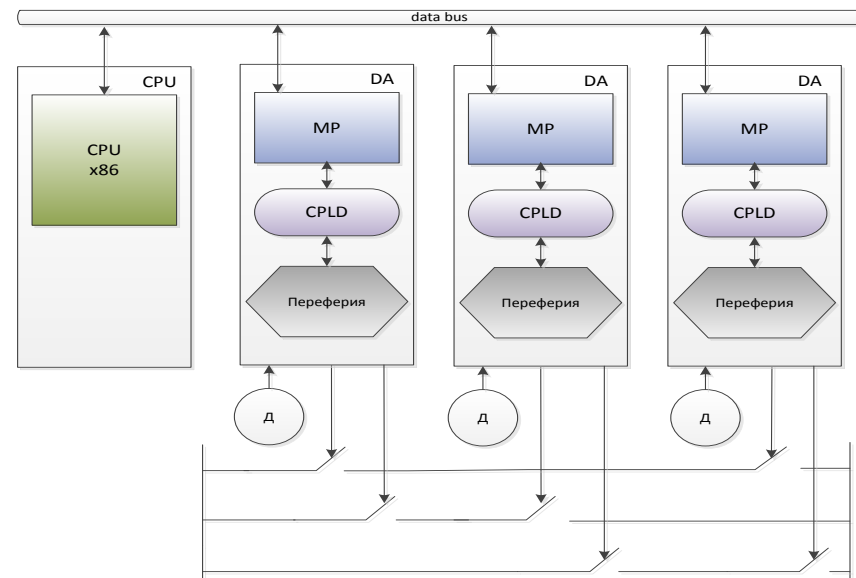 data bus
CPU
CPU
x86
DA
MP
CPLD
Переферия
Д
DA
MP
CPLD
Переферия
Д
DA
MP
CPLD
Переферия
Д